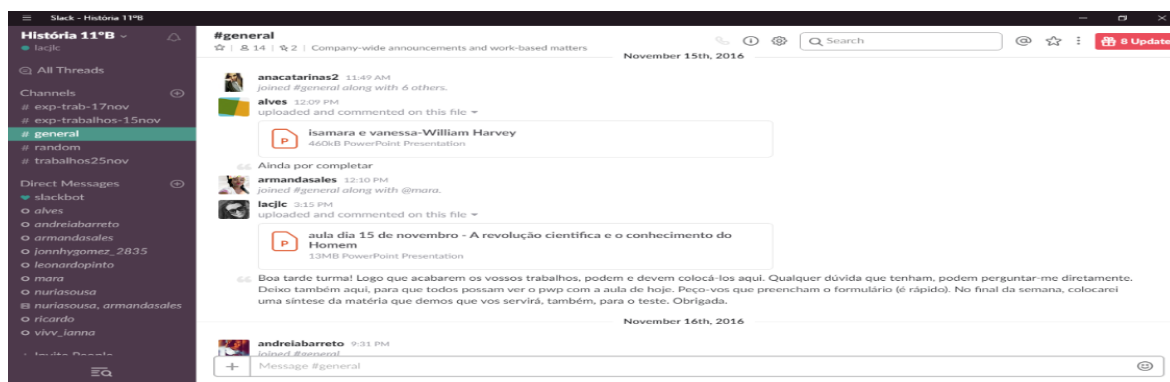 Slack - História 11ºB
História 11ºB
lacjlc
All Threads
Channels
# exp-trab-17nov
# exp-trabalhos-15nov
# general
# random
# trabalhos25nov
Direct Messages
slackbot
alves
andreiabarreto
armandasales
jonnhygomez_2835
leonardopinto
mara
nuriasousa
nuriasousa, armandasales
ricardo
vivv_ianna
+ Invite People
#general
14 | 2 | Company-wide announcements and work-based matters
Search
8 Update
November 15th, 2016
anacatarinas2 11:49 AM
joined #general along with 6 others.
alves 12:09 PM
uploaded and commented on this file
isamara e vanessa-William Harvey
460kB PowerPoint Presentation
Ainda por completar
armandasales 12:10 PM
joined #general along with @mara.
lacjlc 3:15 PM
uploaded and commented on this file
aula dia 15 de novembro - A revolução cientifica e o conhecimento do
Homem
13MB PowerPoint Presentation
Boa tarde turma! Logo que acabarem os vossos trabalhos, podem e devem colocá-los aqui. Qualquer dúvida que tenham, podem perguntar-me diretamente.
Deixo também aqui, para que todos possam ver o pwp com a aula de hoje. Peço-vos que preencham o formulário (é rápido). No final da semana, colocarei
uma síntese da matéria que demos que vos servirá, também, para o teste. Obrigada.
November 16th, 2016
andreiabarreto 9:31 PM
joined #general
Message #general